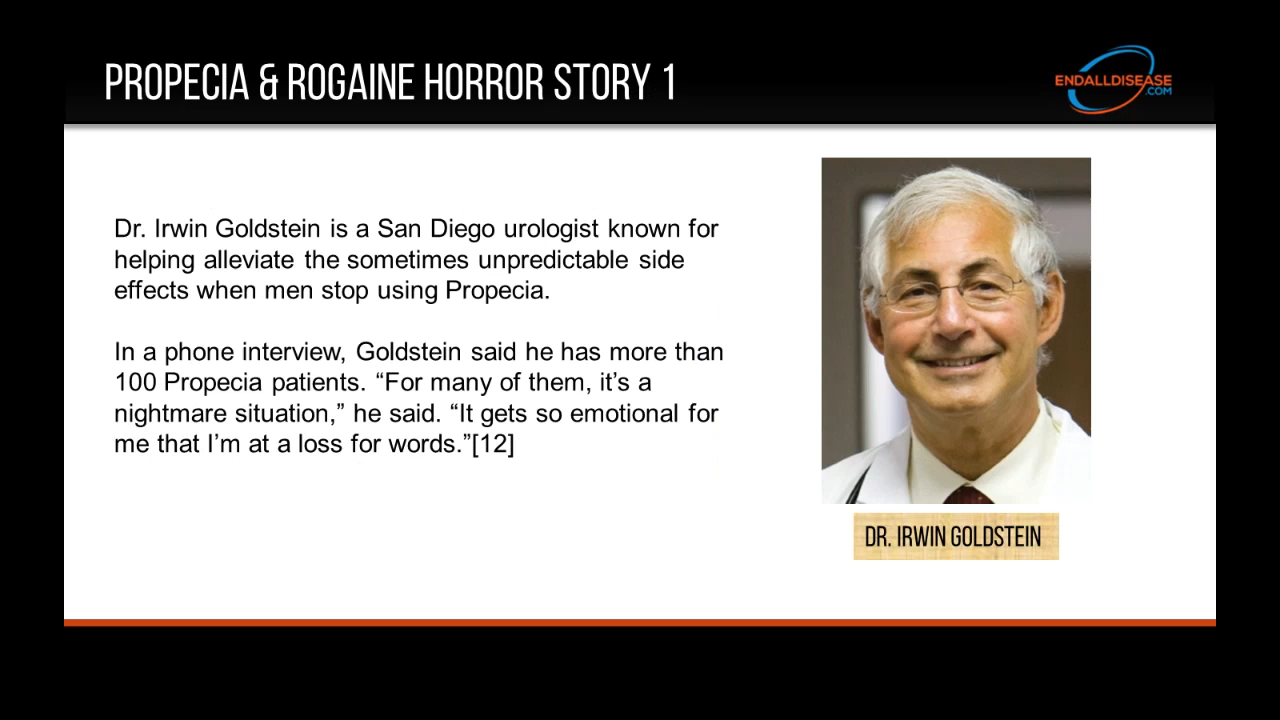 PROPECIA & ROGAINE HORROR STORY 1
ENDALLDISEASE
.COM
Dr. Irwin Goldstein is a San Diego urologist known for
helping alleviate the sometimes unpredictable side
effects when men stop using Propecia.
In a phone interview, Goldstein said he has more than
100 Propecia patients. “For many of them, it’s a
nightmare situation,” he said. “It gets so emotional for
me that I’m at a loss for words.”[12]
DR. IRWIN GOLDSTEIN